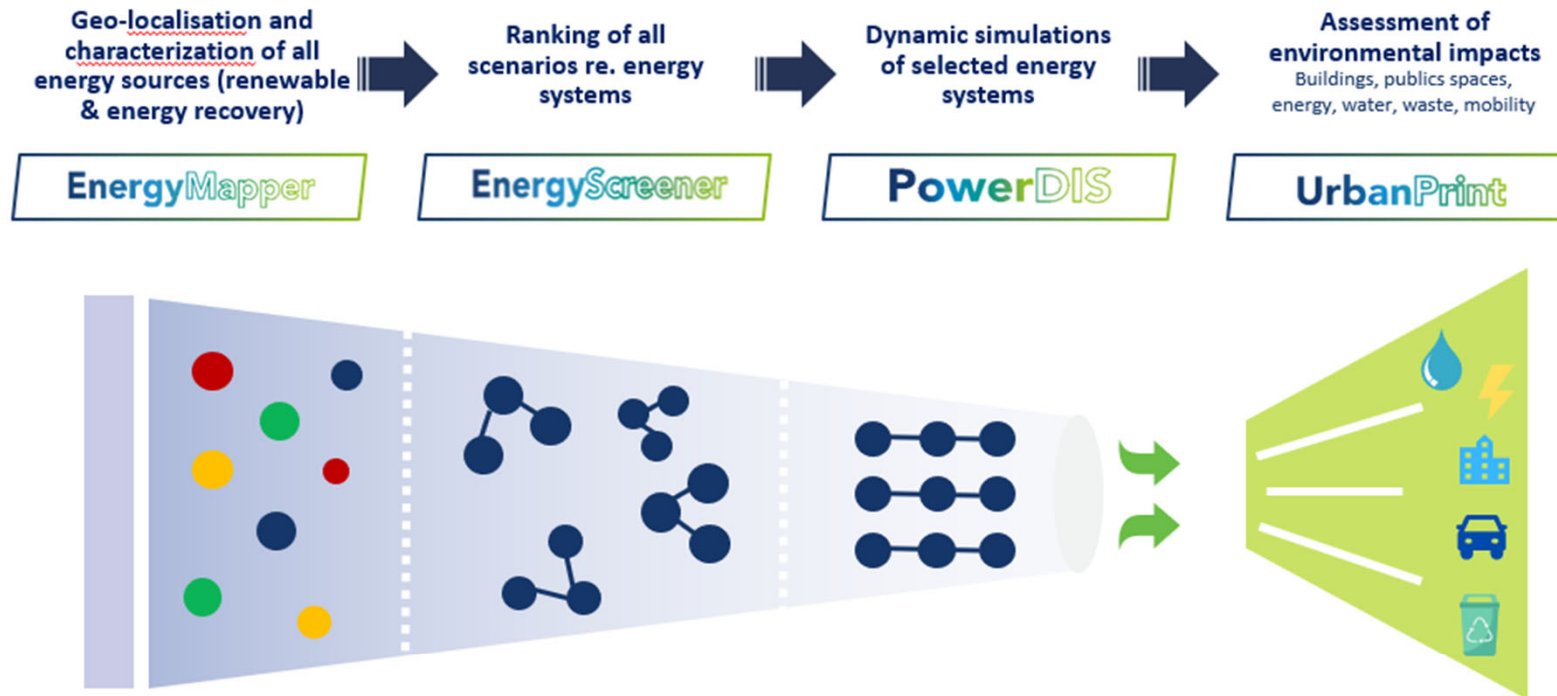 Geo-localisation and
characterization of all
energy sources (renewable
& energy recovery)
Ranking of all
scenarios re. energy
systems
Dynamic simulations
of selected energy
systems
Assessment of
environmental impacts
Buildings, publics spaces,
energy, water, waste, mobility
EnergyMapper
EnergyScreener
PowerDIS
UrbanPrint